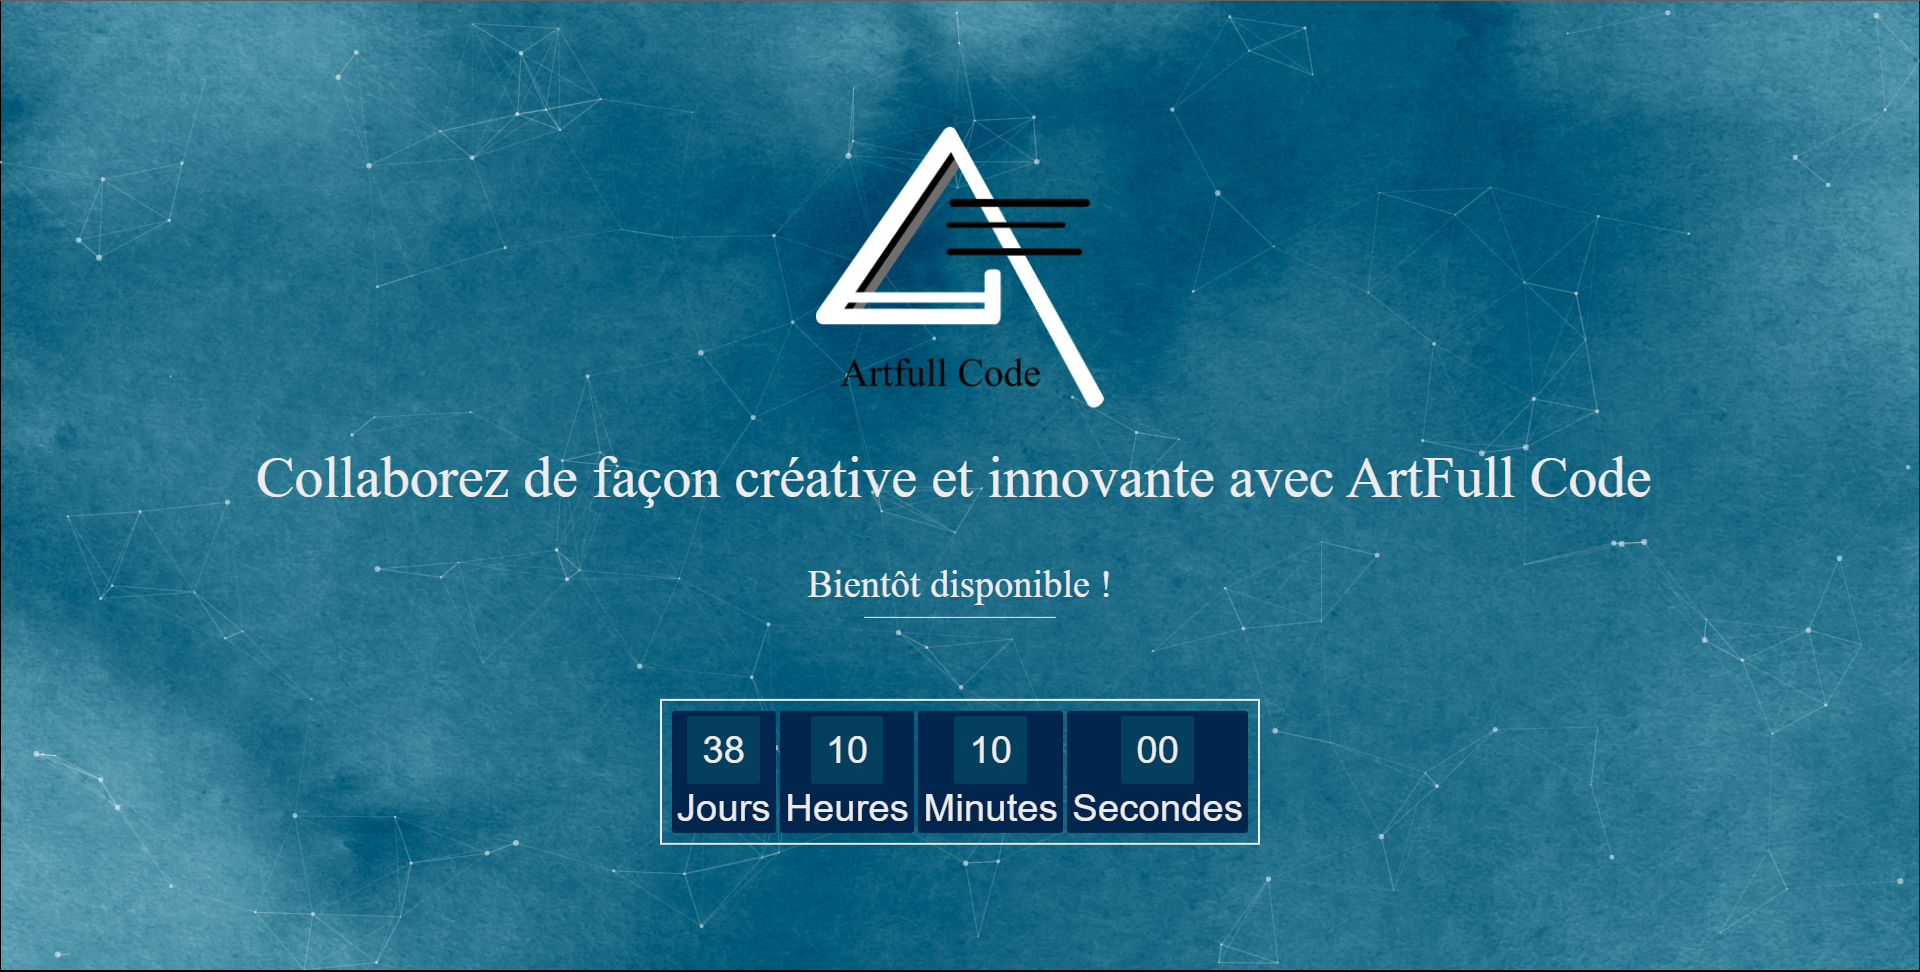 Artfull Code
Collaborez de façon créative et innovante avec ArtFull Code
Bientôt disponible !
38 10 10 00
Jours Heures Minutes Secondes